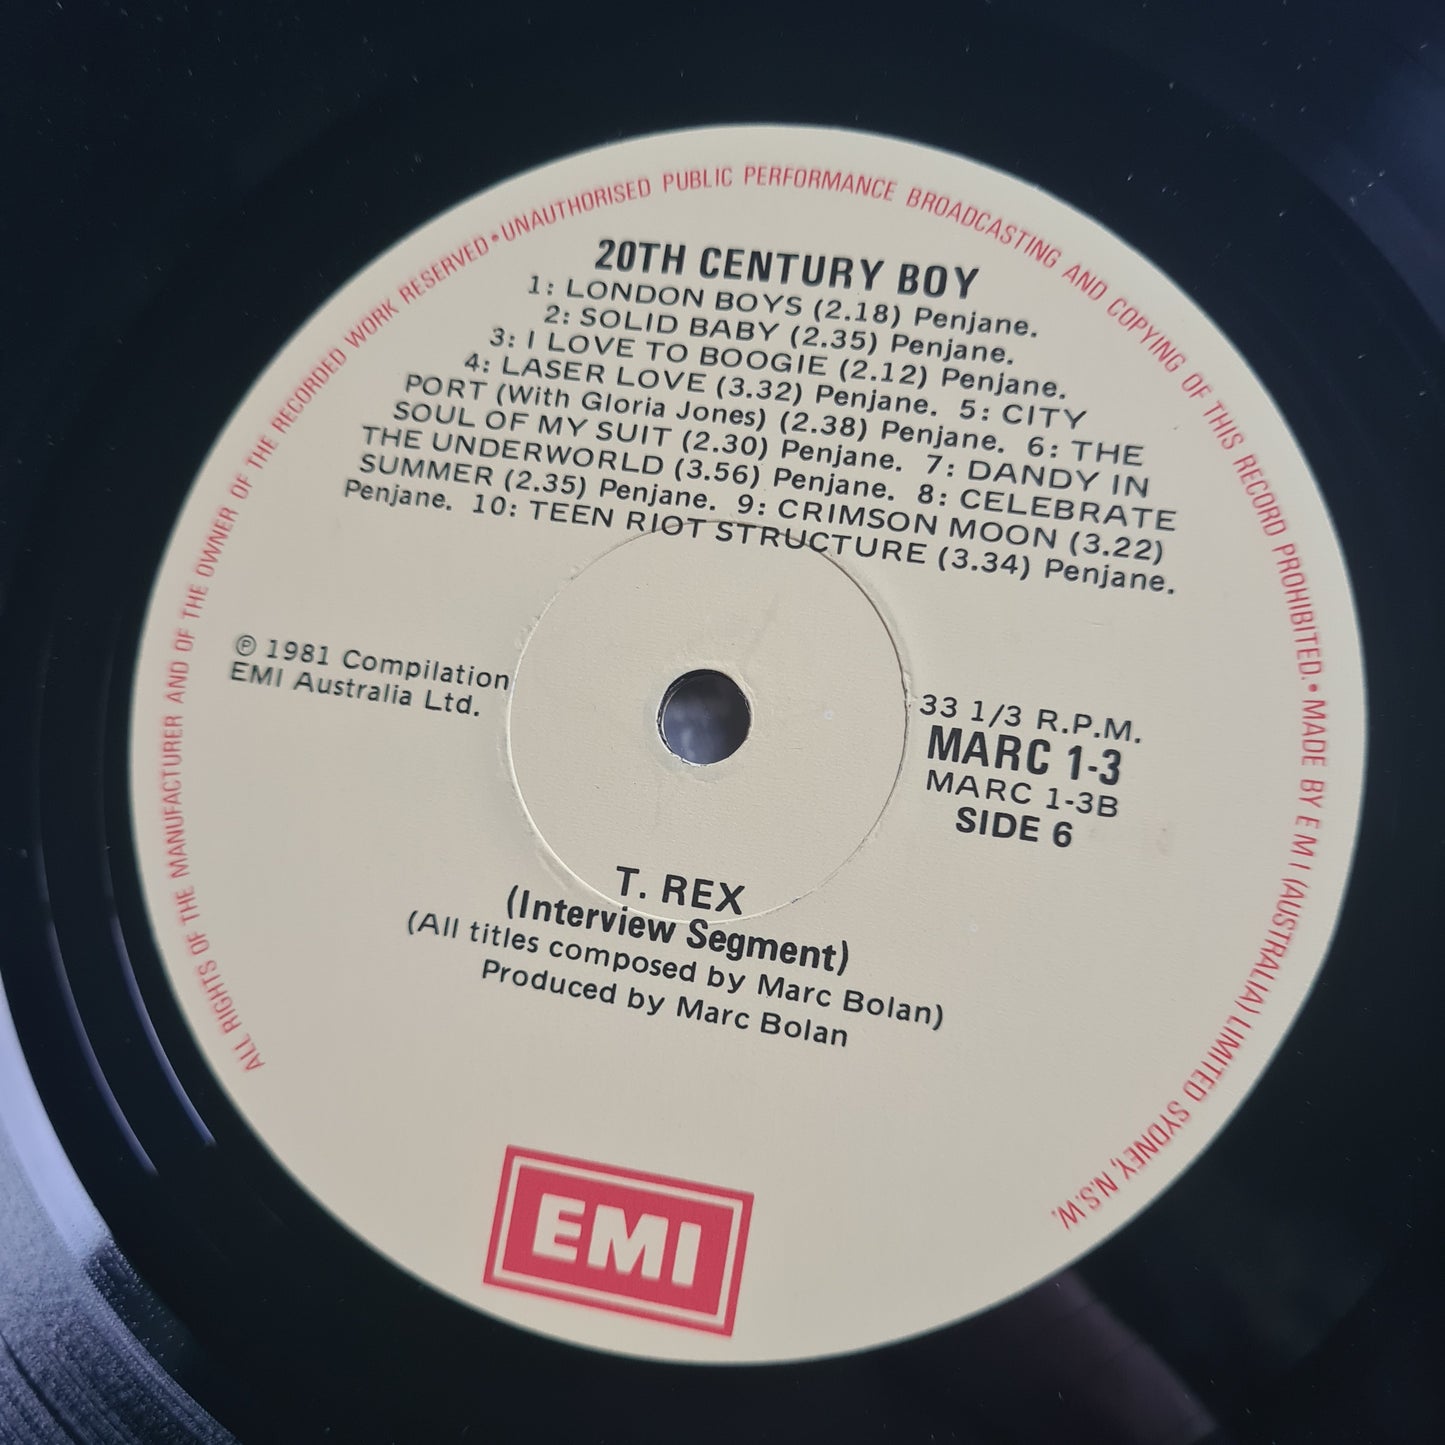 ALL RIGHTS OF THE MANUFACTURER AND OF THE OWNER OF THE RECORDED WORK RESERVED • UNAUTHORISED PUBLIC PERFORMANCE BROADCASTING AND COPYING OF THIS RECORD PROHIBITED. • MADE BY E M I (AUSTRALIA) LIMITED SYDNEY, N.S.W.
20TH CENTURY BOY
1: LONDON BOYS (2.18) Penjane.
2: SOLID BABY (2.35) Penjane.
3: I LOVE TO BOOGIE (2.12) Penjane.
4: LASER LOVE (3.32) Penjane. 5: CITY
PORT (With Gloria Jones) (2.38) Penjane. 6: THE
SOUL OF MY SUIT (2.30) Penjane. 7: DANDY IN
THE UNDERWORLD (3.56) Penjane. 8: CELEBRATE
SUMMER (2.35) Penjane. 9: CRIMSON MOON (3.22)
Penjane. 10: TEEN RIOT STRUCTURE (3.34) Penjane.
℗ 1981 Compilation
EMI Australia Ltd.
33 1/3 R.P.M.
MARC 1-3
MARC 1-3B
SIDE 6
T. REX
(Interview Segment)
(All titles composed by Marc Bolan)
Produced by Marc Bolan
EMI